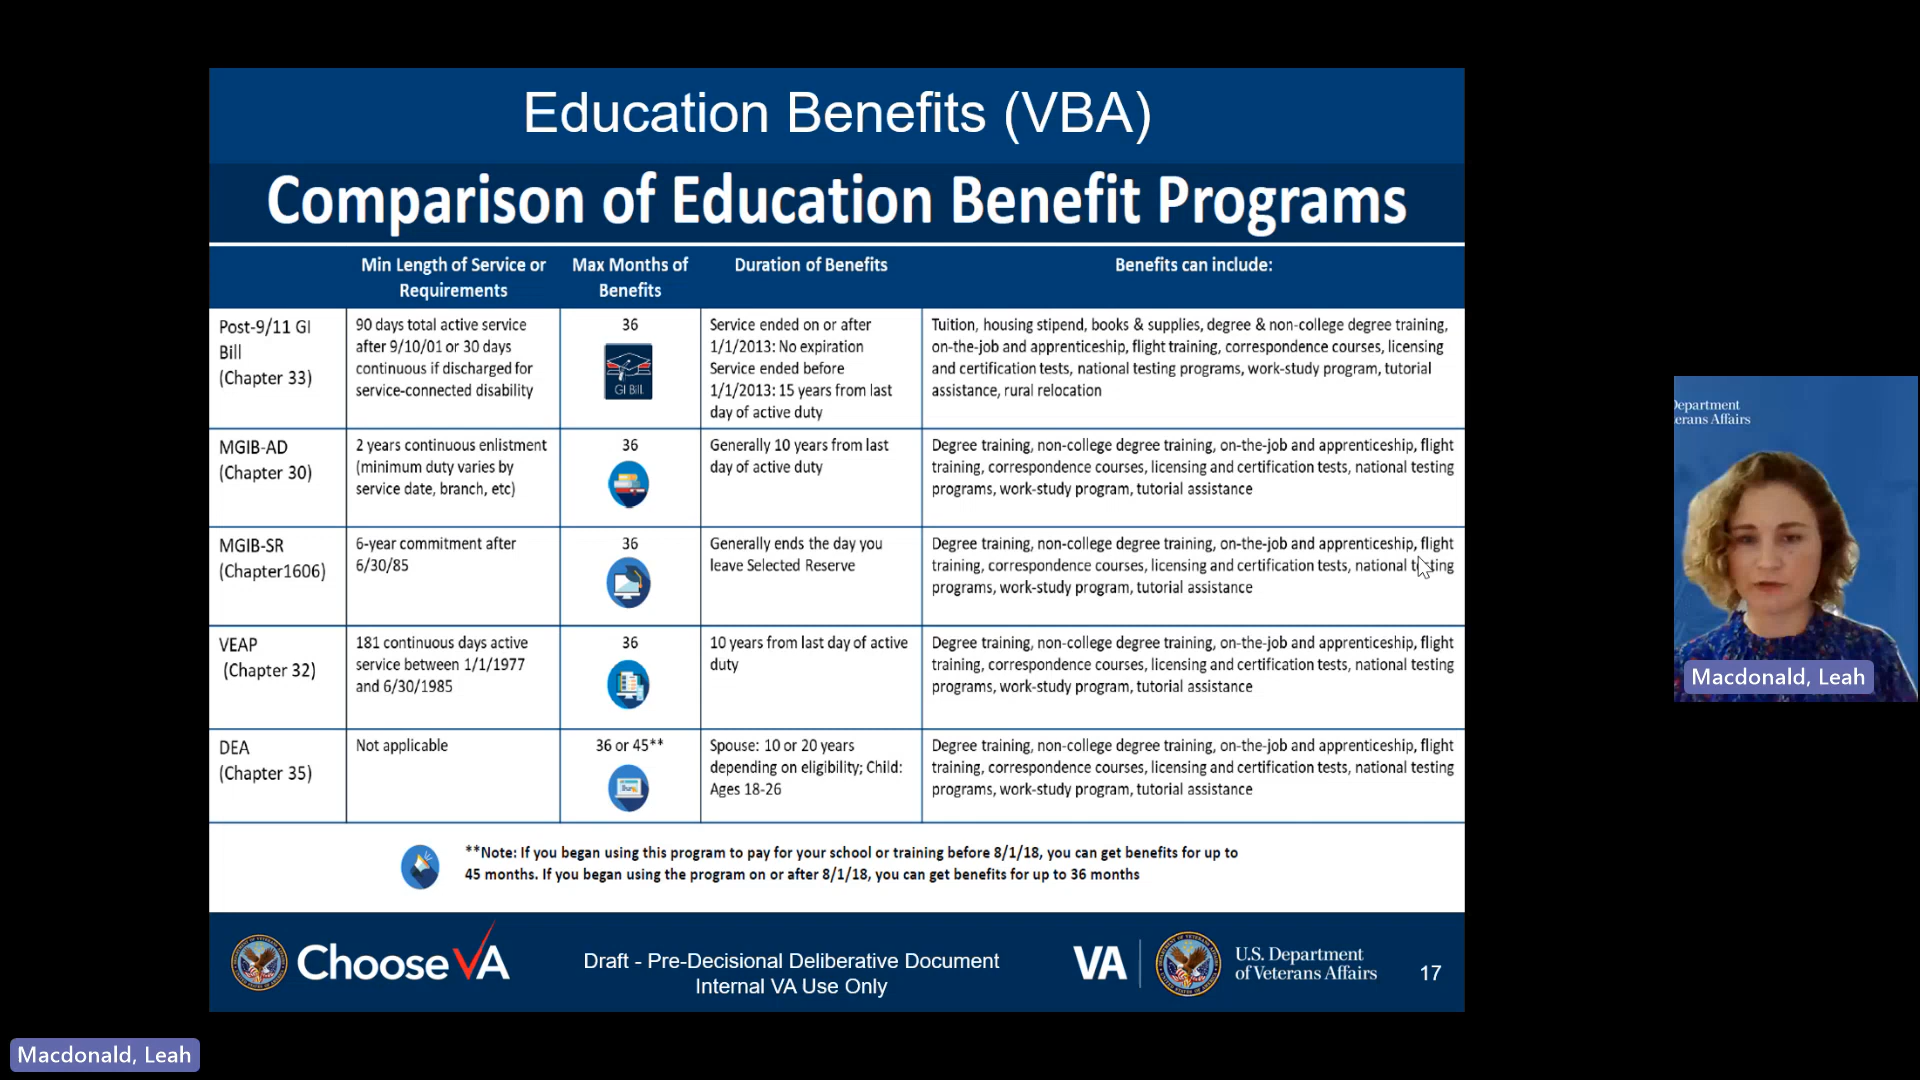 Education Benefits (VBA)
Comparison of Education Benefit Programs
Min Length of Service or
Requirements
Max Months of
Benefits
Duration of Benefits
Benefits can include:
Post-9/11 GI
Bill
(Chapter 33)
90 days total active service
after 9/10/01 or 30 days
continuous if discharged for
service-connected disability
36
GI Bill
Service ended on or after
1/1/2013: No expiration
Service ended before
1/1/2013: 15 years from last
day of active duty
Tuition, housing stipend, books & supplies, degree & non-college degree training,
on-the-job and apprenticeship, flight training, correspondence courses, licensing
and certification tests, national testing programs, work-study program, tutorial
assistance, rural relocation
MGIB-AD
(Chapter 30)
2 years continuous enlistment
(minimum duty varies by
service date, branch, etc)
36
Generally 10 years from last
day of active duty
Degree training, non-college degree training, on-the-job and apprenticeship, flight
training, correspondence courses, licensing and certification tests, national testing
programs, work-study program, tutorial assistance
MGIB-SR
(Chapter1606)
6-year commitment after
6/30/85
36
Generally ends the day you
leave Selected Reserve
Degree training, non-college degree training, on-the-job and apprenticeship, flight
training, correspondence courses, licensing and certification tests, national testing
programs, work-study program, tutorial assistance
VEAP
(Chapter 32)
181 continuous days active
service between 1/1/1977
and 6/30/1985
36
10 years from last day of active
duty
Degree training, non-college degree training, on-the-job and apprenticeship, flight
training, correspondence courses, licensing and certification tests, national testing
programs, work-study program, tutorial assistance
DEA
(Chapter 35)
Not applicable
36 or 45**
Spouse: 10 or 20 years
depending on eligibility; Child:
Ages 18-26
Degree training, non-college degree training, on-the-job and apprenticeship, flight
training, correspondence courses, licensing and certification tests, national testing
programs, work-study program, tutorial assistance
**Note: If you began using this program to pay for your school or training before 8/1/18, you can get benefits for up to
45 months. If you began using the program on or after 8/1/18, you can get benefits for up to 36 months
Choose VA
Draft - Pre-Decisional Deliberative Document
Internal VA Use Only
VA
U.S. Department
of Veterans Affairs
17
epartment
erans Affairs
Macdonald, Leah
Macdonald, Leah